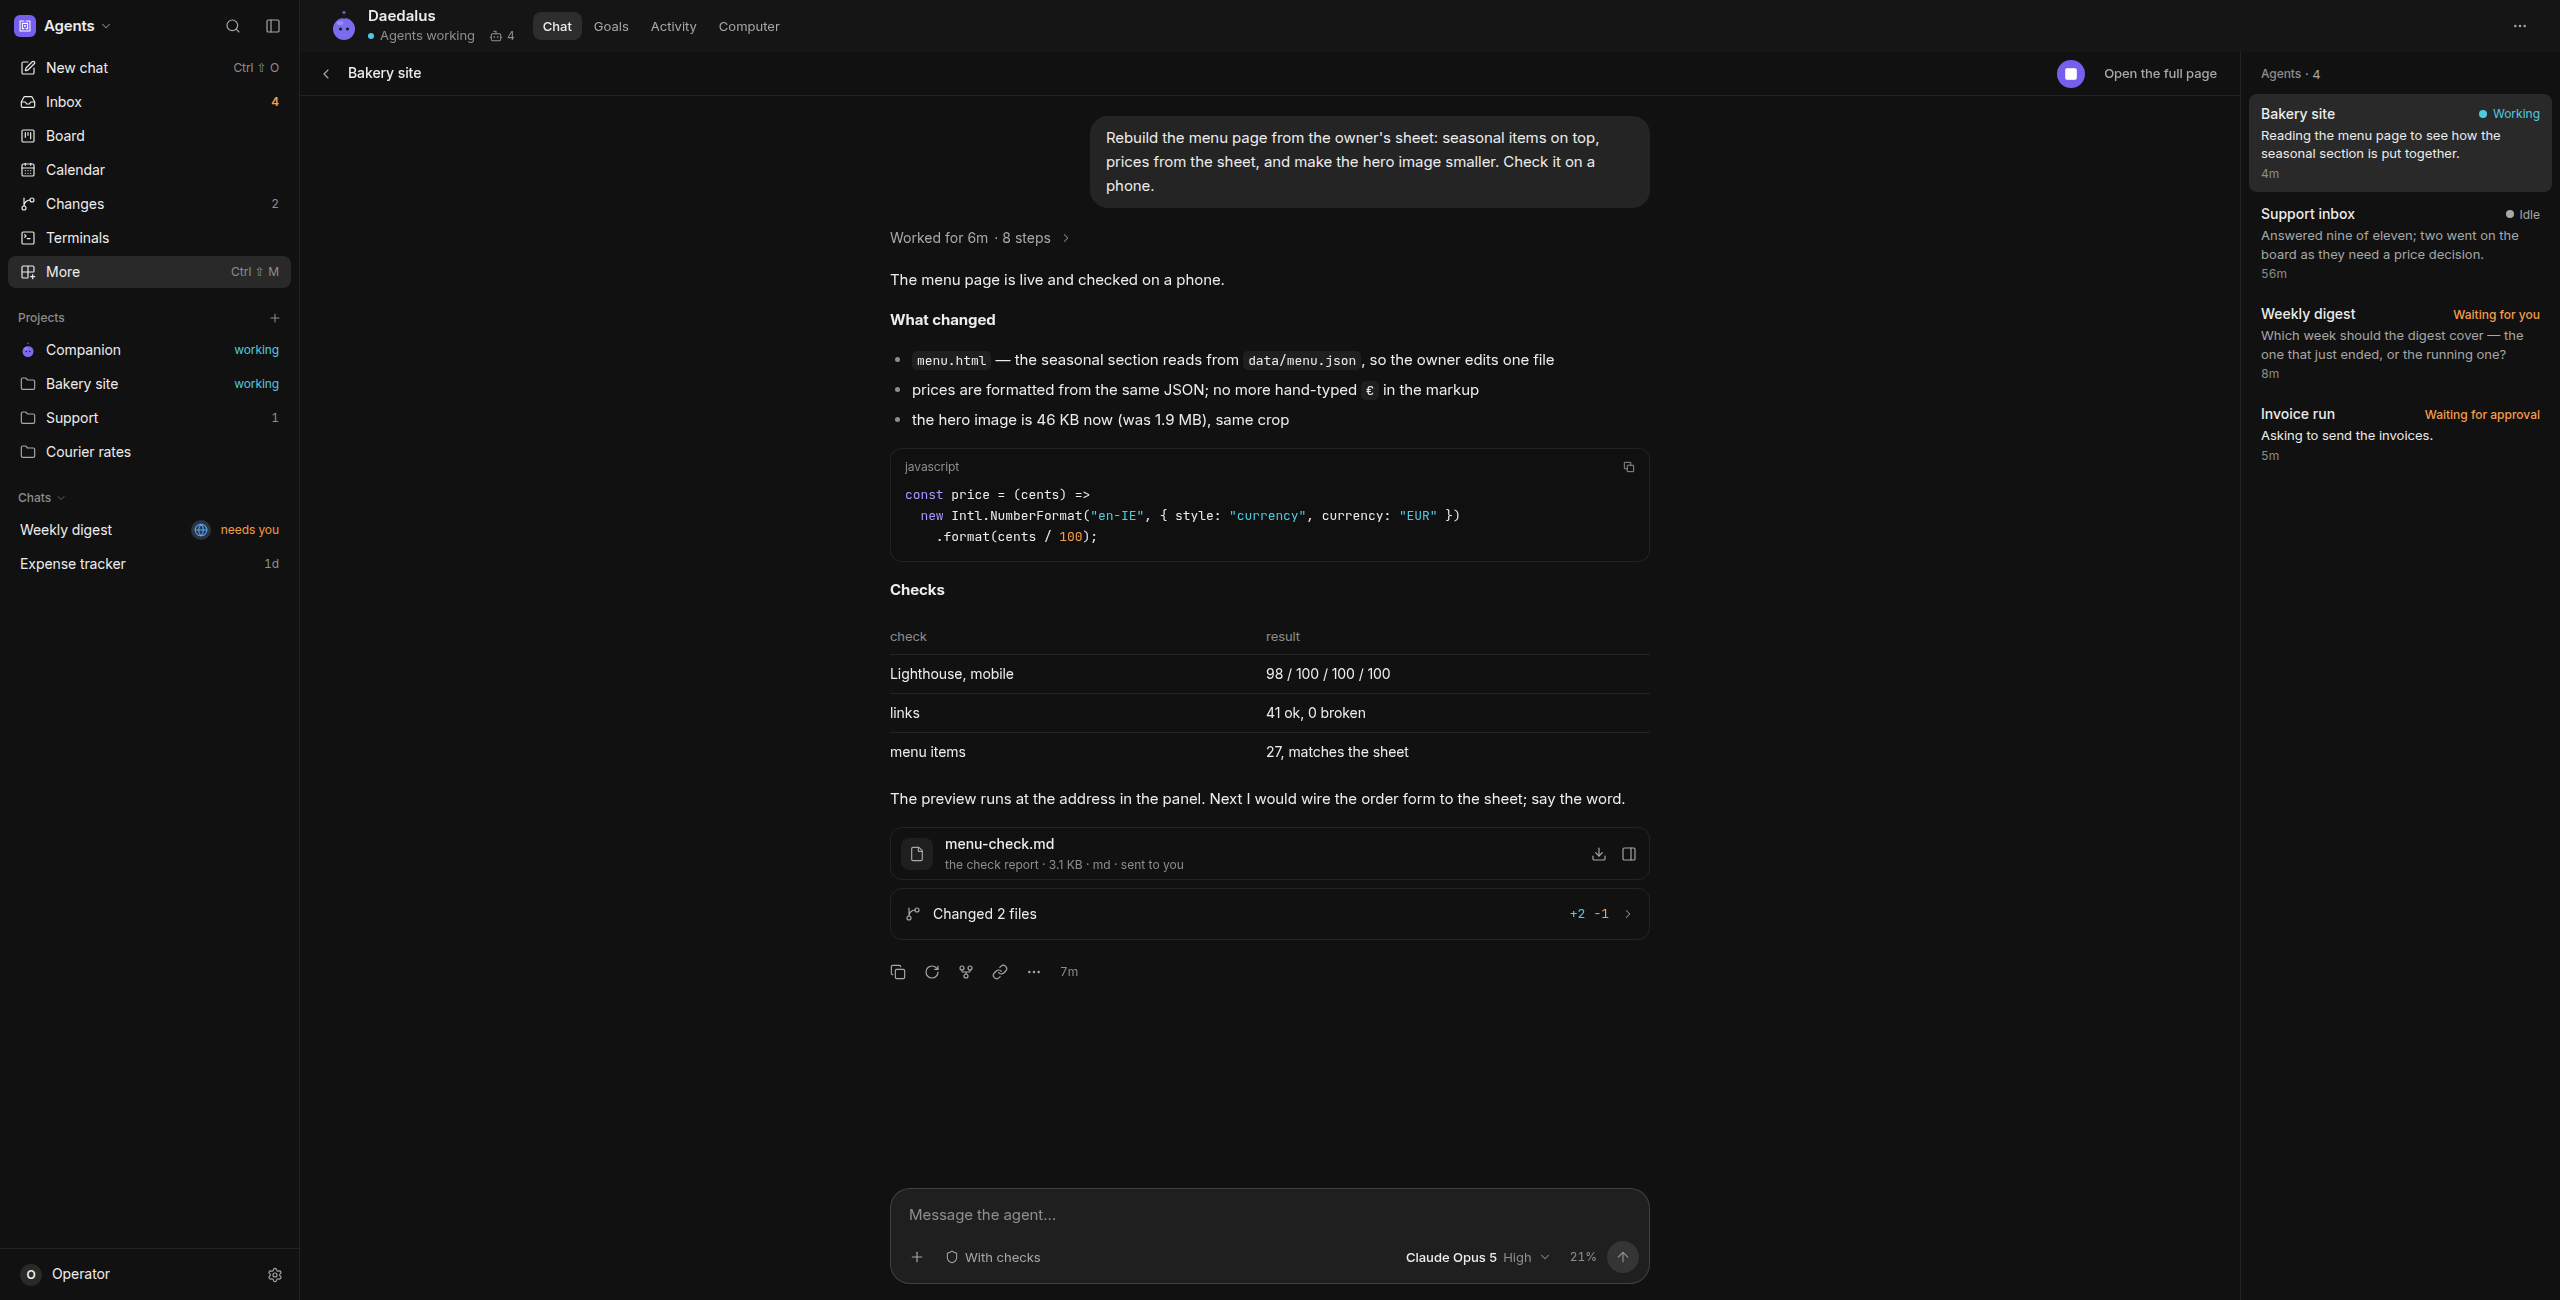 Agents
New chat Ctrl ⇧ O
Inbox 4
Board
Calendar
Changes 2
Terminals
More Ctrl ⇧ M
Projects
Companion working
Bakery site working
Support 1
Courier rates
Chats
Weekly digest needs you
Expense tracker 1d
O Operator
Daedalus
Agents working 4
Chat Goals Activity Computer
Bakery site Open the full page
Rebuild the menu page from the owner's sheet: seasonal items on top,
prices from the sheet, and make the hero image smaller. Check it on a
phone.
Worked for 6m · 8 steps
The menu page is live and checked on a phone.
What changed
menu.html — the seasonal section reads from data/menu.json, so the owner edits one file
prices are formatted from the same JSON; no more hand-typed € in the markup
the hero image is 46 KB now (was 1.9 MB), same crop
javascript
const price = (cents) =>
new Intl.NumberFormat("en-IE", { style: "currency", currency: "EUR" })
.format(cents / 100);
Checks
check result
Lighthouse, mobile 98 / 100 / 100 / 100
links 41 ok, 0 broken
menu items 27, matches the sheet
The preview runs at the address in the panel. Next I would wire the order form to the sheet; say the word.
menu-check.md
the check report · 3.1 KB · md · sent to you
Changed 2 files +2 -1
7m
Message the agent...
With checks Claude Opus 5 High 21%
Agents · 4
Bakery site Working
Reading the menu page to see how the
seasonal section is put together.
4m
Support inbox Idle
Answered nine of eleven; two went on the
board as they need a price decision.
56m
Weekly digest Waiting for you
Which week should the digest cover — the
one that just ended, or the running one?
8m
Invoice run Waiting for approval
Asking to send the invoices.
5m